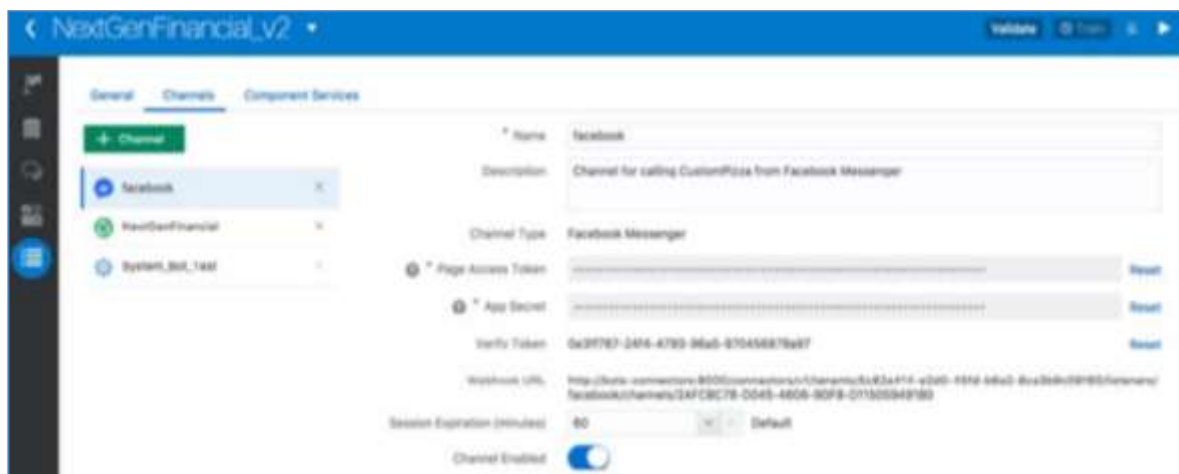 NextGenFinancial_v2
Validate
Train
General Channels Component Services
+ Channel
facebook
NextGenFinancial
System_Bot_Test
* Name facebook
Description Channel for calling CustomPizza from Facebook Messenger
Channel Type Facebook Messenger
* Page Access Token Reset
* App Secret Reset
Verify Token Reset
Webhook URL
Session Expiration (minutes) 60 Default
Channel Enabled